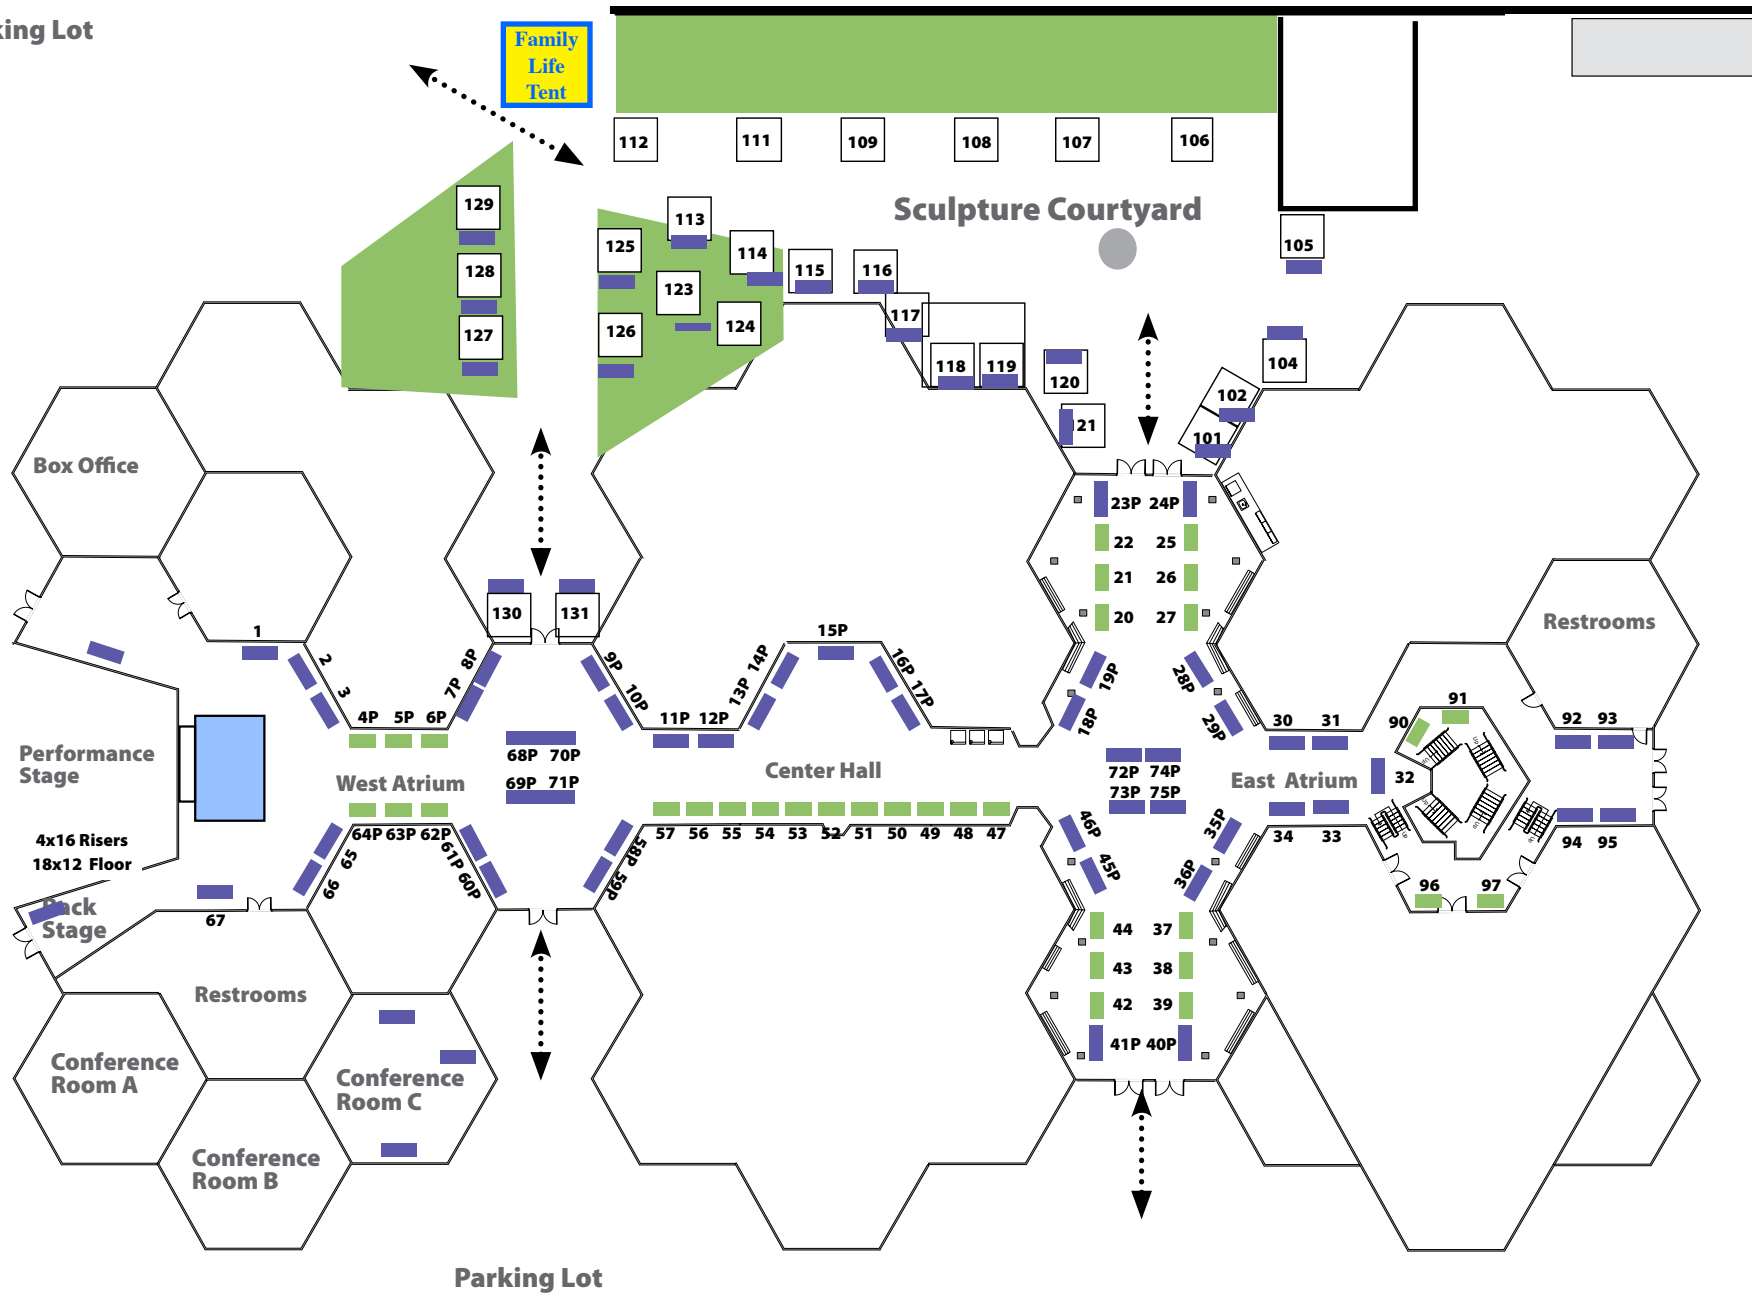 king Lot
Family
Life
Tent
112
111
109
108
107
106
129
113
Sculpture Courtyard
125
114
105
128
115
116
123
117
127
126
124
118
119
120
104
102
121
101
Box Office
23P 24P
22 25
21 26
20 27
130
131
1
2
3
4P 5P 6P
7P
8P
9P
10P
11P 12P
13P
14P
15P
16P
17P
18P
19P
28P
29P
30 31
Restrooms
90
91
92 93
Performance
Stage
West Atrium
68P 70P
69P 71P
Center Hall
72P 74P
73P 75P
East Atrium
32
Up
Up
Up
Up
Up
Up
4x16 Risers
18x12 Floor
64P 63P 62P
65
66
61P
60P
58P
59P
57 56 55 54 53 52 51 50 49 48 47
46P
45P
35P
36P
34 33
94 95
96 97
67
Back
Stage
44 37
43 38
42 39
41P 40P
Restrooms
Conference
Room A
Conference
Room C
Conference
Room B
Parking Lot